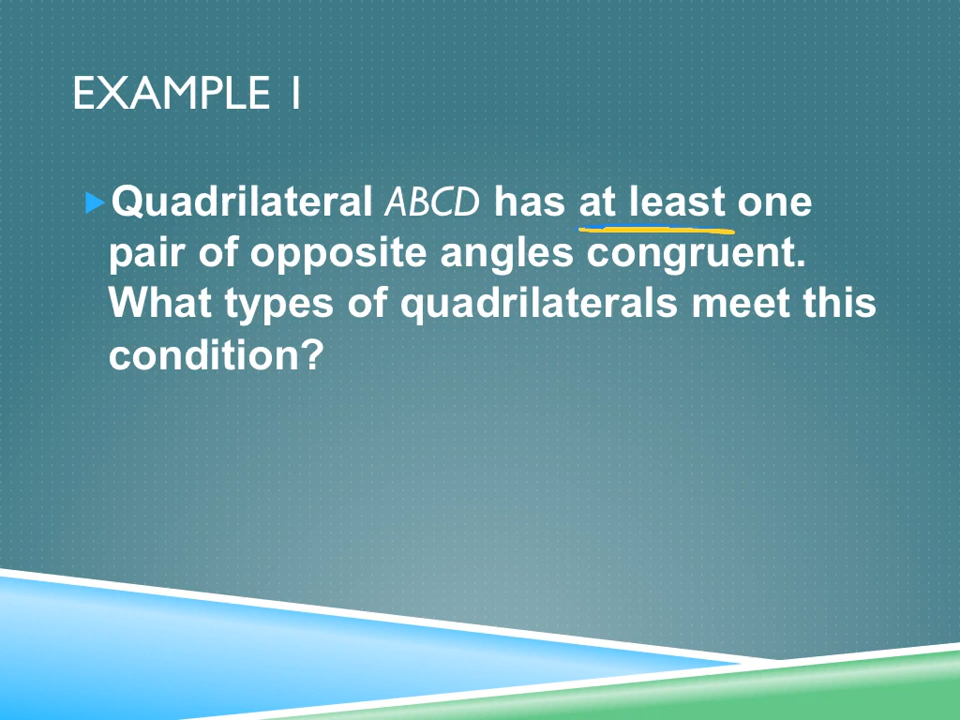 EXAMPLE 1
Quadrilateral ABCD has at least one
pair of opposite angles congruent.
What types of quadrilaterals meet this
condition?